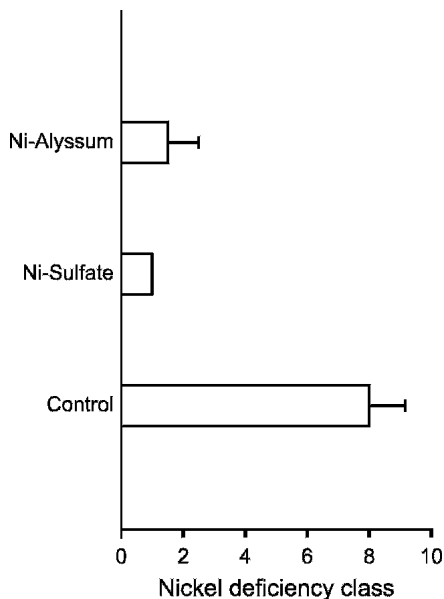 Ni-Alyssum
Ni-Sulfate
Control
0 2 4 6 8 10
Nickel deficiency class